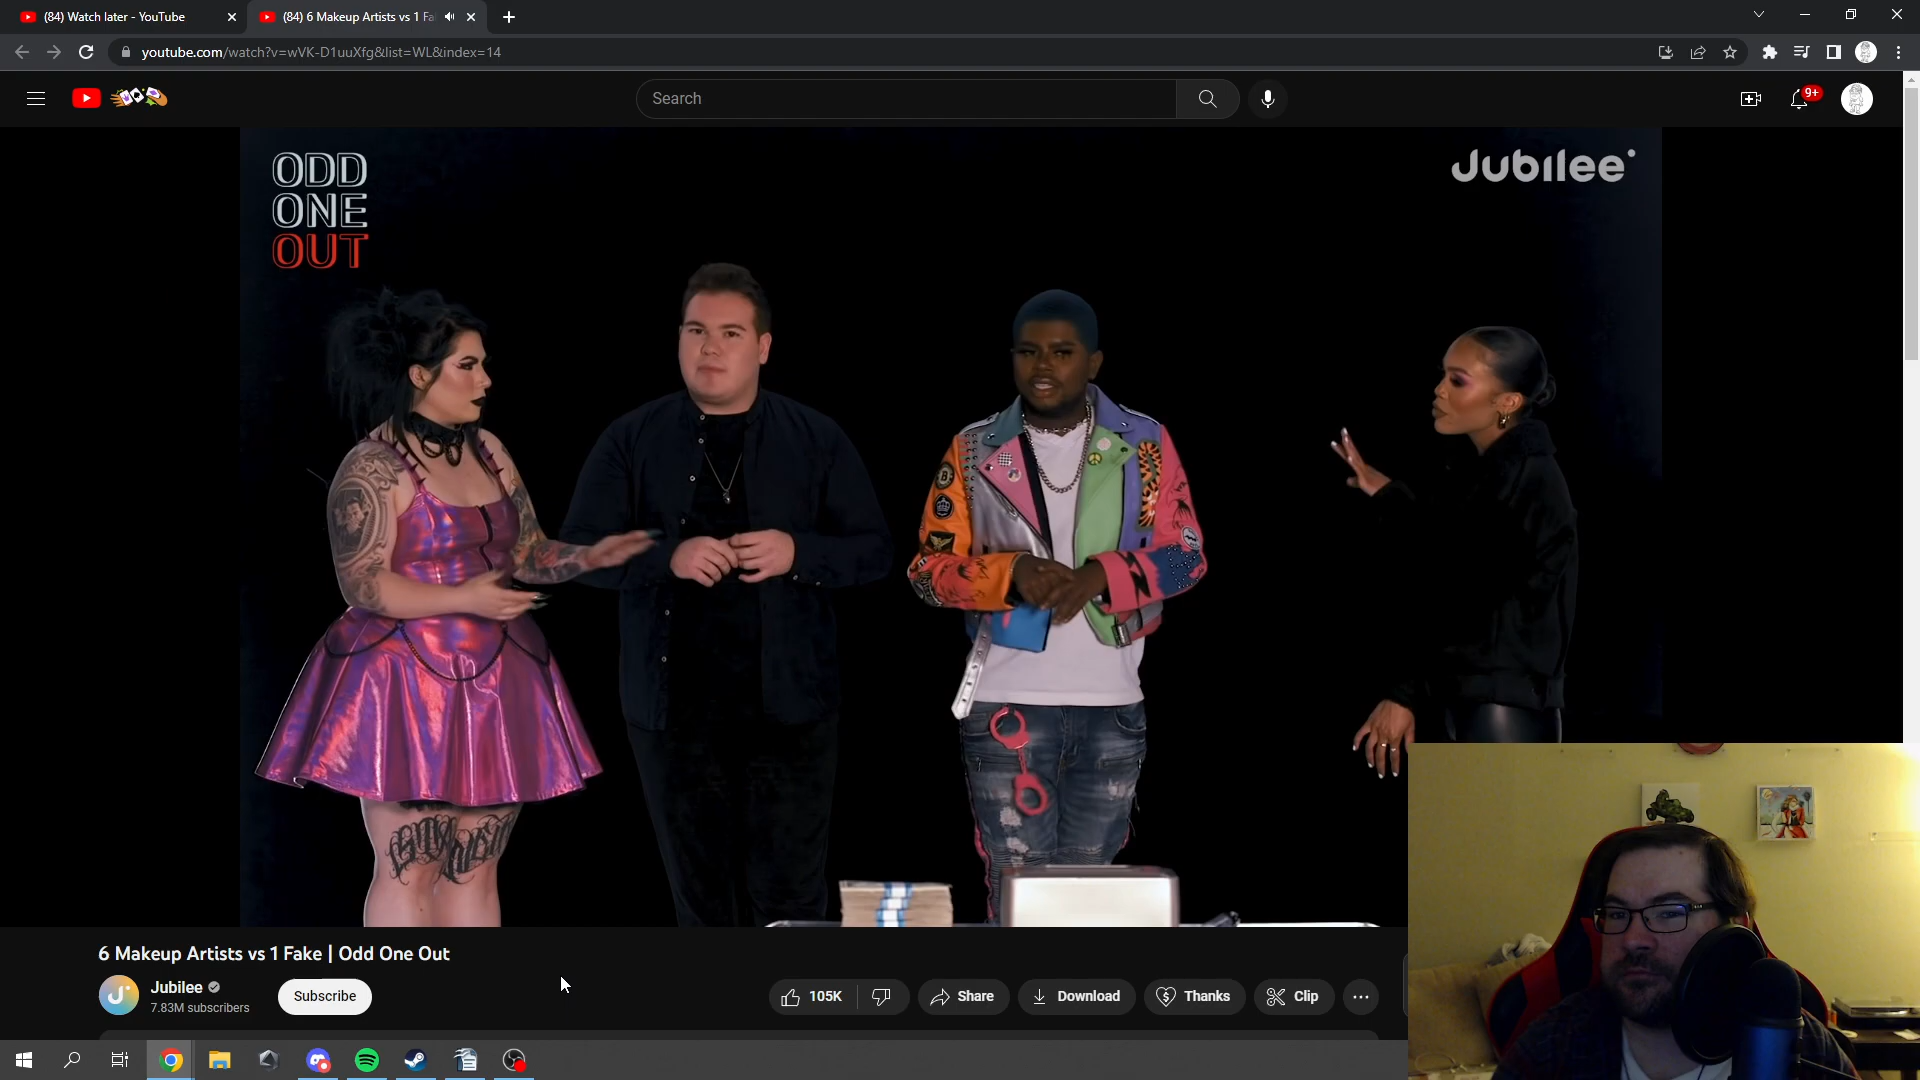 (84) Watch later - YouTube
(84) 6 Makeup Artists vs 1 Fa
youtube.com/watch?v=wVK-D1uuXfg&list=WL&index=14
Search
9+
ODD
ONE
OUT
Jubilee
6 Makeup Artists vs 1 Fake | Odd One Out
Jubilee
7.83M subscribers
Subscribe
105K
Share
Download
Thanks
Clip